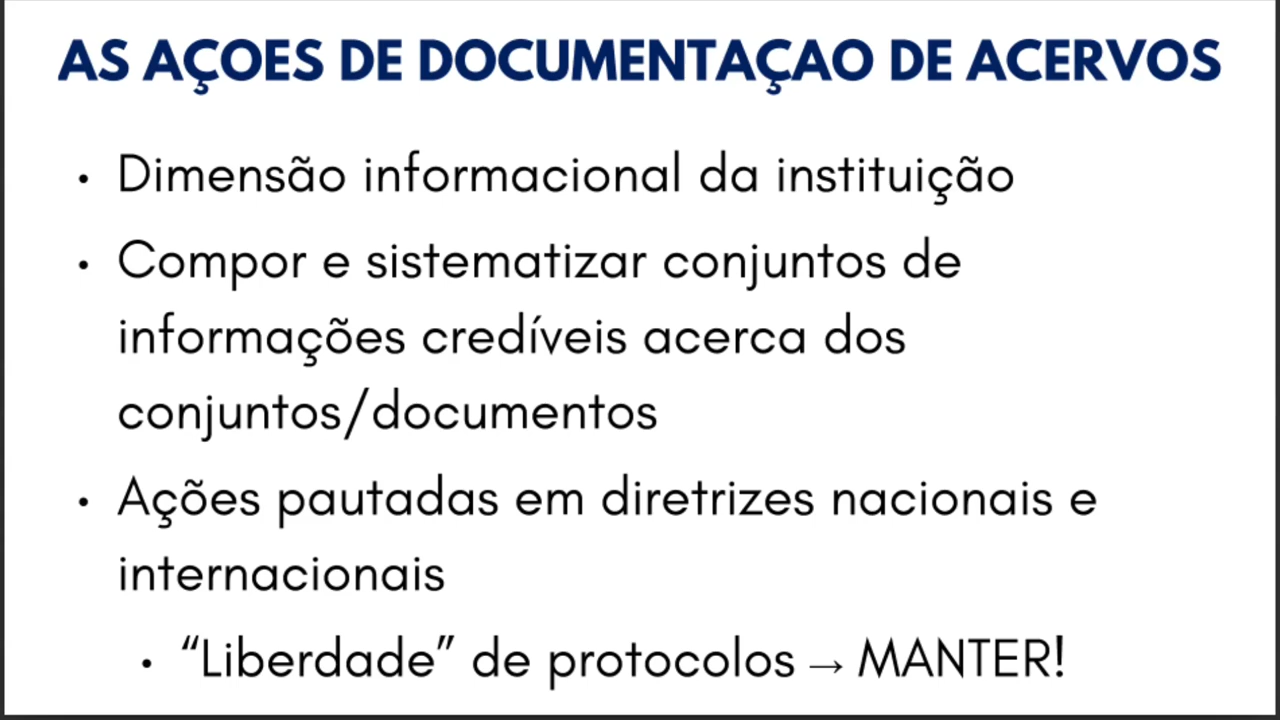 AS AÇOES DE DOCUMENTAÇAO DE ACERVOS
• Dimensão informacional da instituição
• Compor e sistematizar conjuntos de
informações credíveis acerca dos
conjuntos/documentos
• Ações pautadas em diretrizes nacionais e
internacionais
• “Liberdade” de protocolos → MANTER!